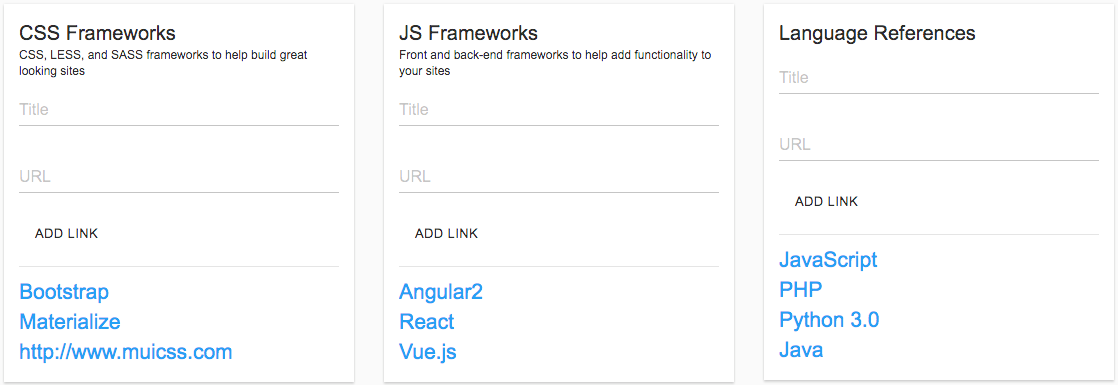 CSS Frameworks
CSS, LESS, and SASS frameworks to help build great
looking sites
Title
URL
ADD LINK
Bootstrap
Materialize
http://www.muicss.com
JS Frameworks
Front and back-end frameworks to help add functionality to
your sites
Title
URL
ADD LINK
Angular2
React
Vue.js
Language References
Title
URL
ADD LINK
JavaScript
PHP
Python 3.0
Java